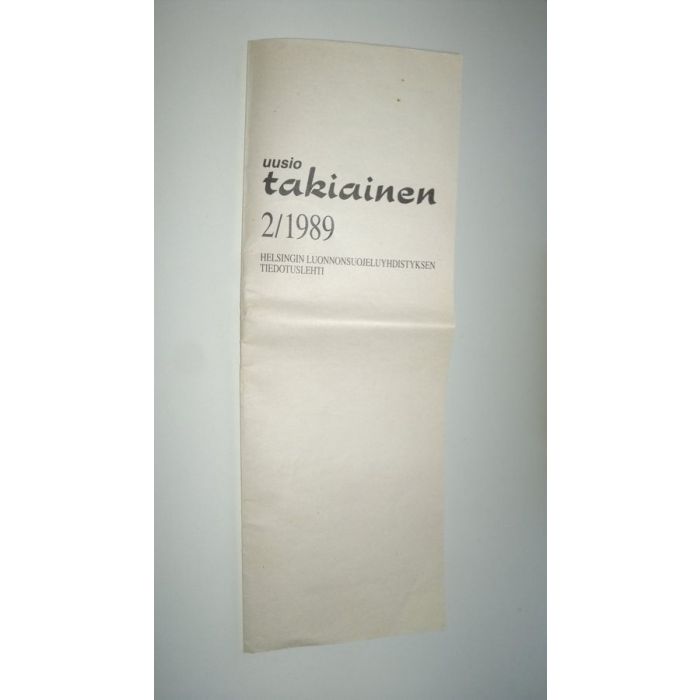 uusio
takiainen
2/1989
HELSINGIN LUONNONSUOJELUYHDISTYKSEN
TIEDOTUSLEHTI